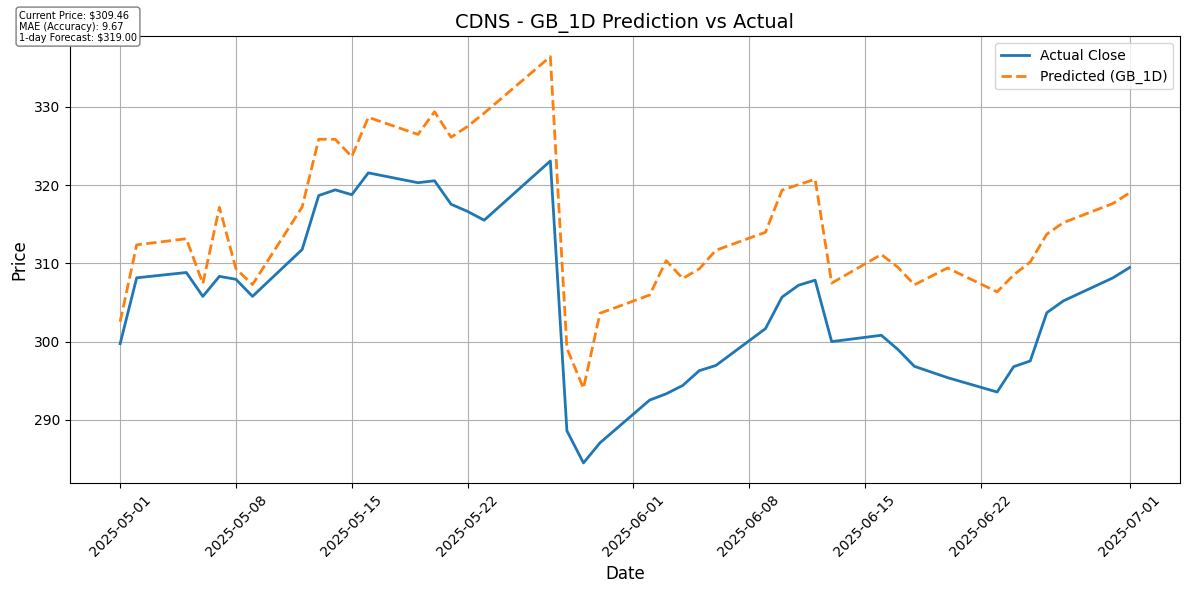 Current Price: $309.46
MAE (Accuracy): 9.67
1-day Forecast: $319.00
CDNS - GB_1D Prediction vs Actual
Actual Close
Predicted (GB_1D)
Price
330
320
310
300
290
2025-05-01
2025-05-08
2025-05-15
2025-05-22
2025-06-01
2025-06-08
2025-06-15
2025-06-22
2025-07-01
Date